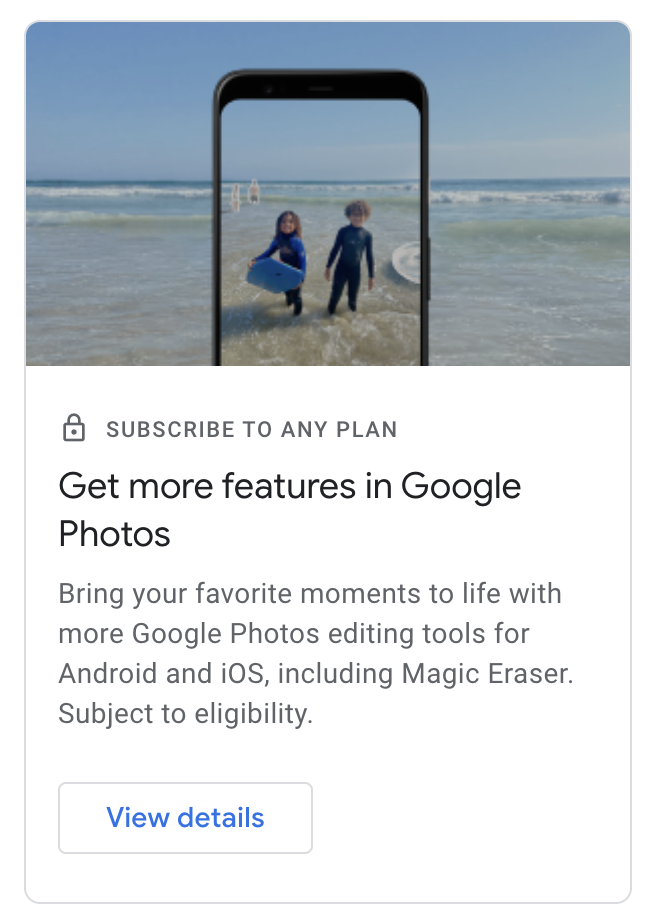 SUBSCRIBE TO ANY PLAN
Get more features in Google
Photos
Bring your favorite moments to life with
more Google Photos editing tools for
Android and iOS, including Magic Eraser.
Subject to eligibility.
View details